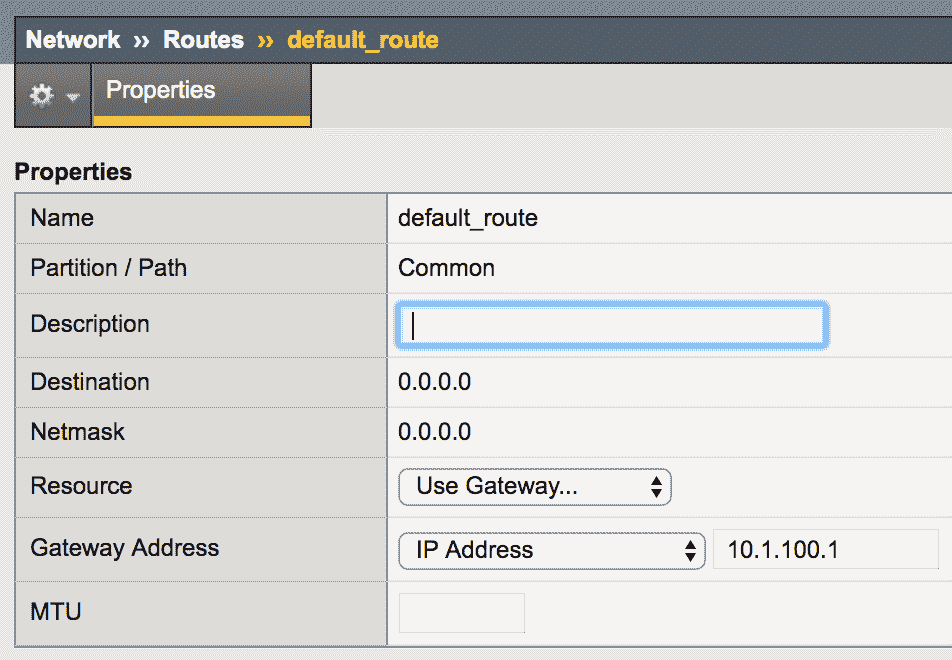 Network » Routes » default_route
Properties
Properties
Name default_route
Partition / Path Common
Description
Destination 0.0.0.0
Netmask 0.0.0.0
Resource Use Gateway...
Gateway Address IP Address 10.1.100.1
MTU